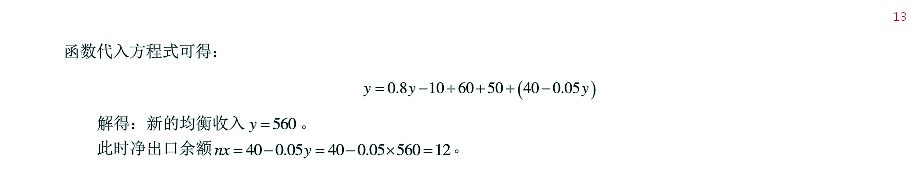 13
函数代入方程式可得：
y = 0.8y − 10 + 60 + 50 + (40 − 0.05y)
解得：新的均衡收入 y = 560 。
此时净出口余额 nx = 40 − 0.05y = 40 − 0.05×560 = 12 。